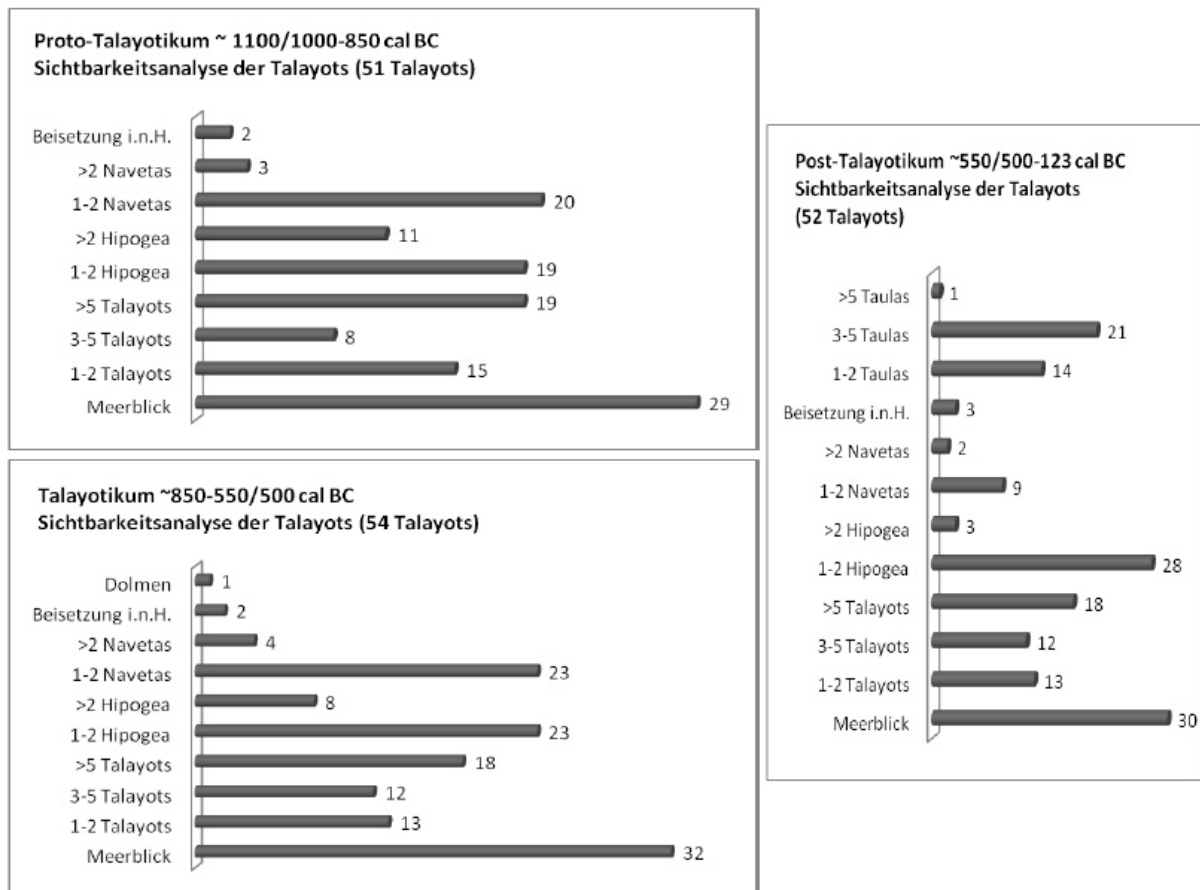 Proto-Talayotikum ~ 1100/1000-850 cal BC
Sichtbarkeitsanalyse der Talayots (51 Talayots)
Beisetzung i.n.H. 2
>2 Navetas 3
1-2 Navetas 20
>2 Hipogea 11
1-2 Hipogea 19
>5 Talayots 19
3-5 Talayots 8
1-2 Talayots 15
Meerblick 29
Talayotikum ~850-550/500 cal BC
Sichtbarkeitsanalyse der Talayots (54 Talayots)
Dolmen 1
Beisetzung i.n.H. 2
>2 Navetas 4
1-2 Navetas 23
>2 Hipogea 8
1-2 Hipogea 23
>5 Talayots 18
3-5 Talayots 12
1-2 Talayots 13
Meerblick 32
Post-Talayotikum ~550/500-123 cal BC
Sichtbarkeitsanalyse der Talayots
(52 Talayots)
>5 Taulas 1
3-5 Taulas 21
1-2 Taulas 14
Beisetzung i.n.H. 3
>2 Navetas 2
1-2 Navetas 9
>2 Hipogea 3
1-2 Hipogea 28
>5 Talayots 18
3-5 Talayots 12
1-2 Talayots 13
Meerblick 30